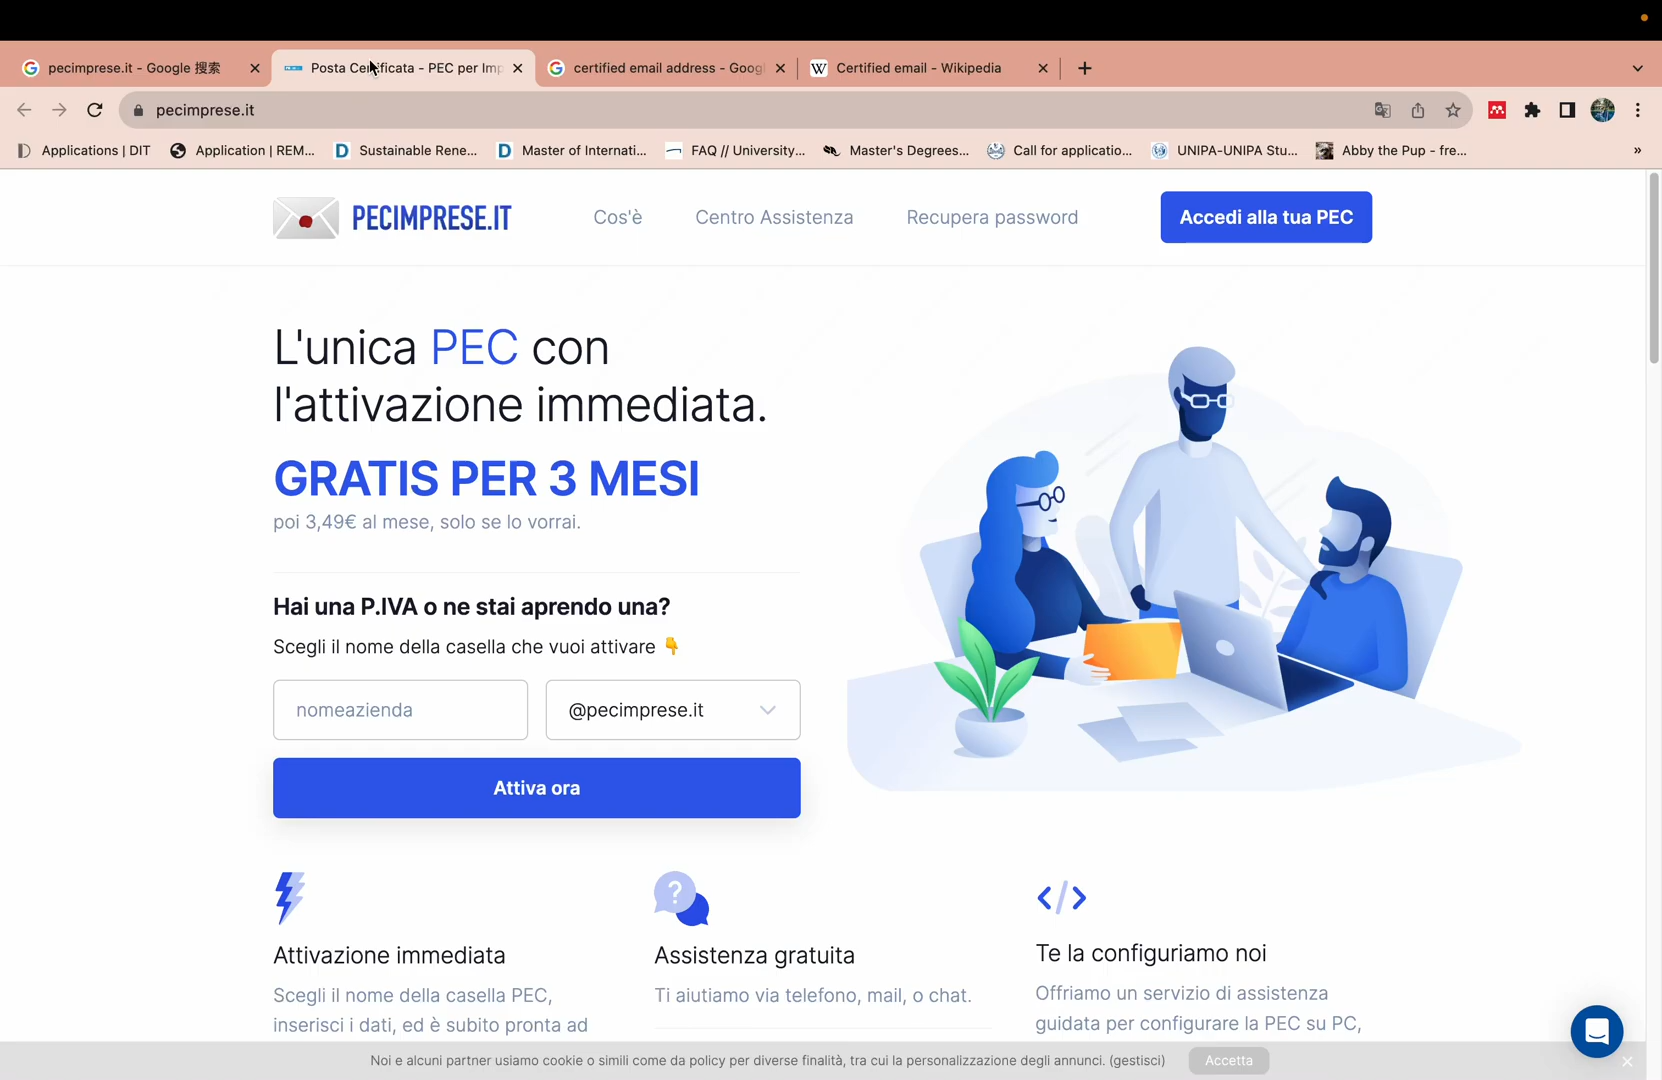 pecimprese.it - Google 搜索
Posta Certificata - PEC per Imp
certified email address - Goog
Certified email - Wikipedia
pecimprese.it
Applications | DIT
Application | REM...
Sustainable Rene...
Master of Internati...
FAQ // University...
Master's Degrees...
Call for applicatio...
UNIPA-UNIPA Stu...
Abby the Pup - fre...
PECIMPRESE.IT
Cos'è
Centro Assistenza
Recupera password
Accedi alla tua PEC
L'unica PEC con
l'attivazione immediata.
GRATIS PER 3 MESI
poi 3,49€ al mese, solo se lo vorrai.
Hai una P.IVA o ne stai aprendo una?
Scegli il nome della casella che vuoi attivare 👇
nomeazienda
@pecimprese.it
Attiva ora
Attivazione immediata
Scegli il nome della casella PEC,
inserisci i dati, ed è subito pronta ad
Assistenza gratuita
Ti aiutiamo via telefono, mail, o chat.
Te la configuriamo noi
Offriamo un servizio di assistenza
guidata per configurare la PEC su PC,
Noi e alcuni partner usiamo cookie o simili come da policy per diverse finalità, tra cui la personalizzazione degli annunci. (gestisci)
Accetta